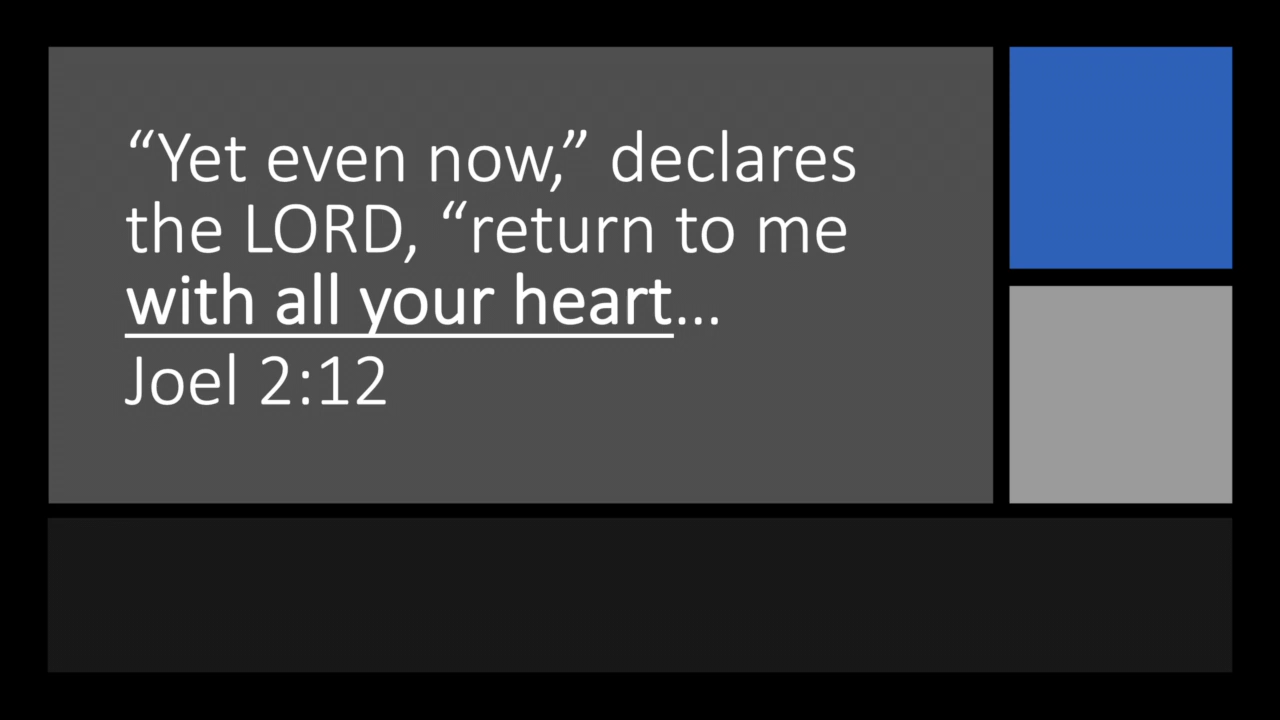 “Yet even now,” declares
the LORD, “return to me
with all your heart...
Joel 2:12